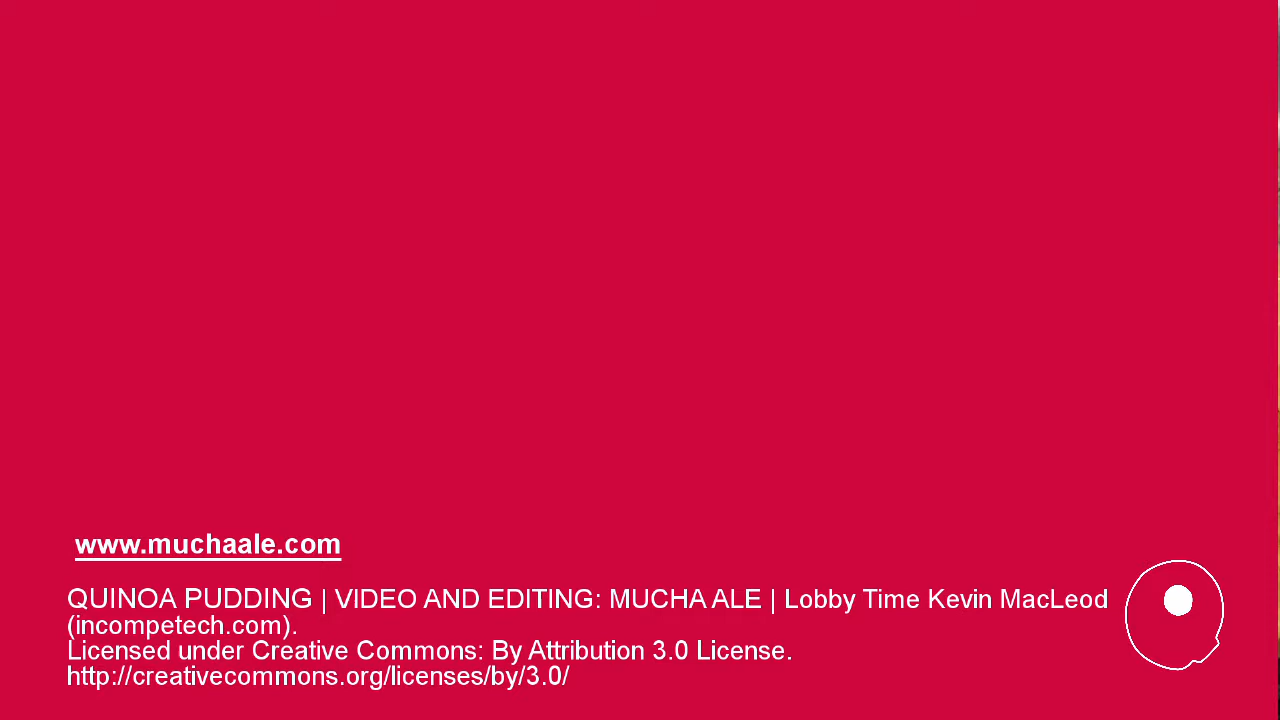 www.muchaale.com
QUINOA PUDDING | VIDEO AND EDITING: MUCHA ALE | Lobby Time Kevin MacLeod
(incompetech.com).
Licensed under Creative Commons: By Attribution 3.0 License.
http://creativecommons.org/licenses/by/3.0/